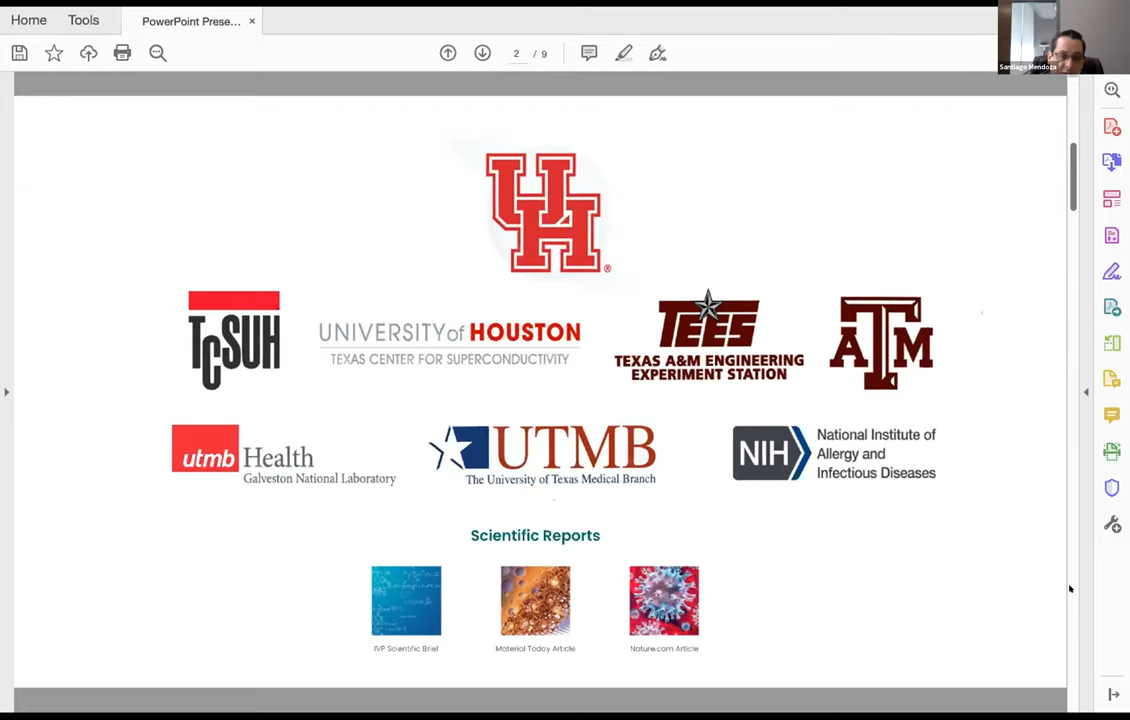 Home Tools PowerPoint Prese... ×
2 / 9
Santiago Mendoza
UH®
TCSUH
UNIVERSITY of HOUSTON
TEXAS CENTER FOR SUPERCONDUCTIVITY
TEES
TEXAS A&M ENGINEERING
EXPERIMENT STATION
ATM
utmb Health
Galveston National Laboratory
UTMB
The University of Texas Medical Branch
NIH
National Institute of
Allergy and
Infectious Diseases
Scientific Reports
IVP Scientific Brief
Material Today Article
Nature.com Article